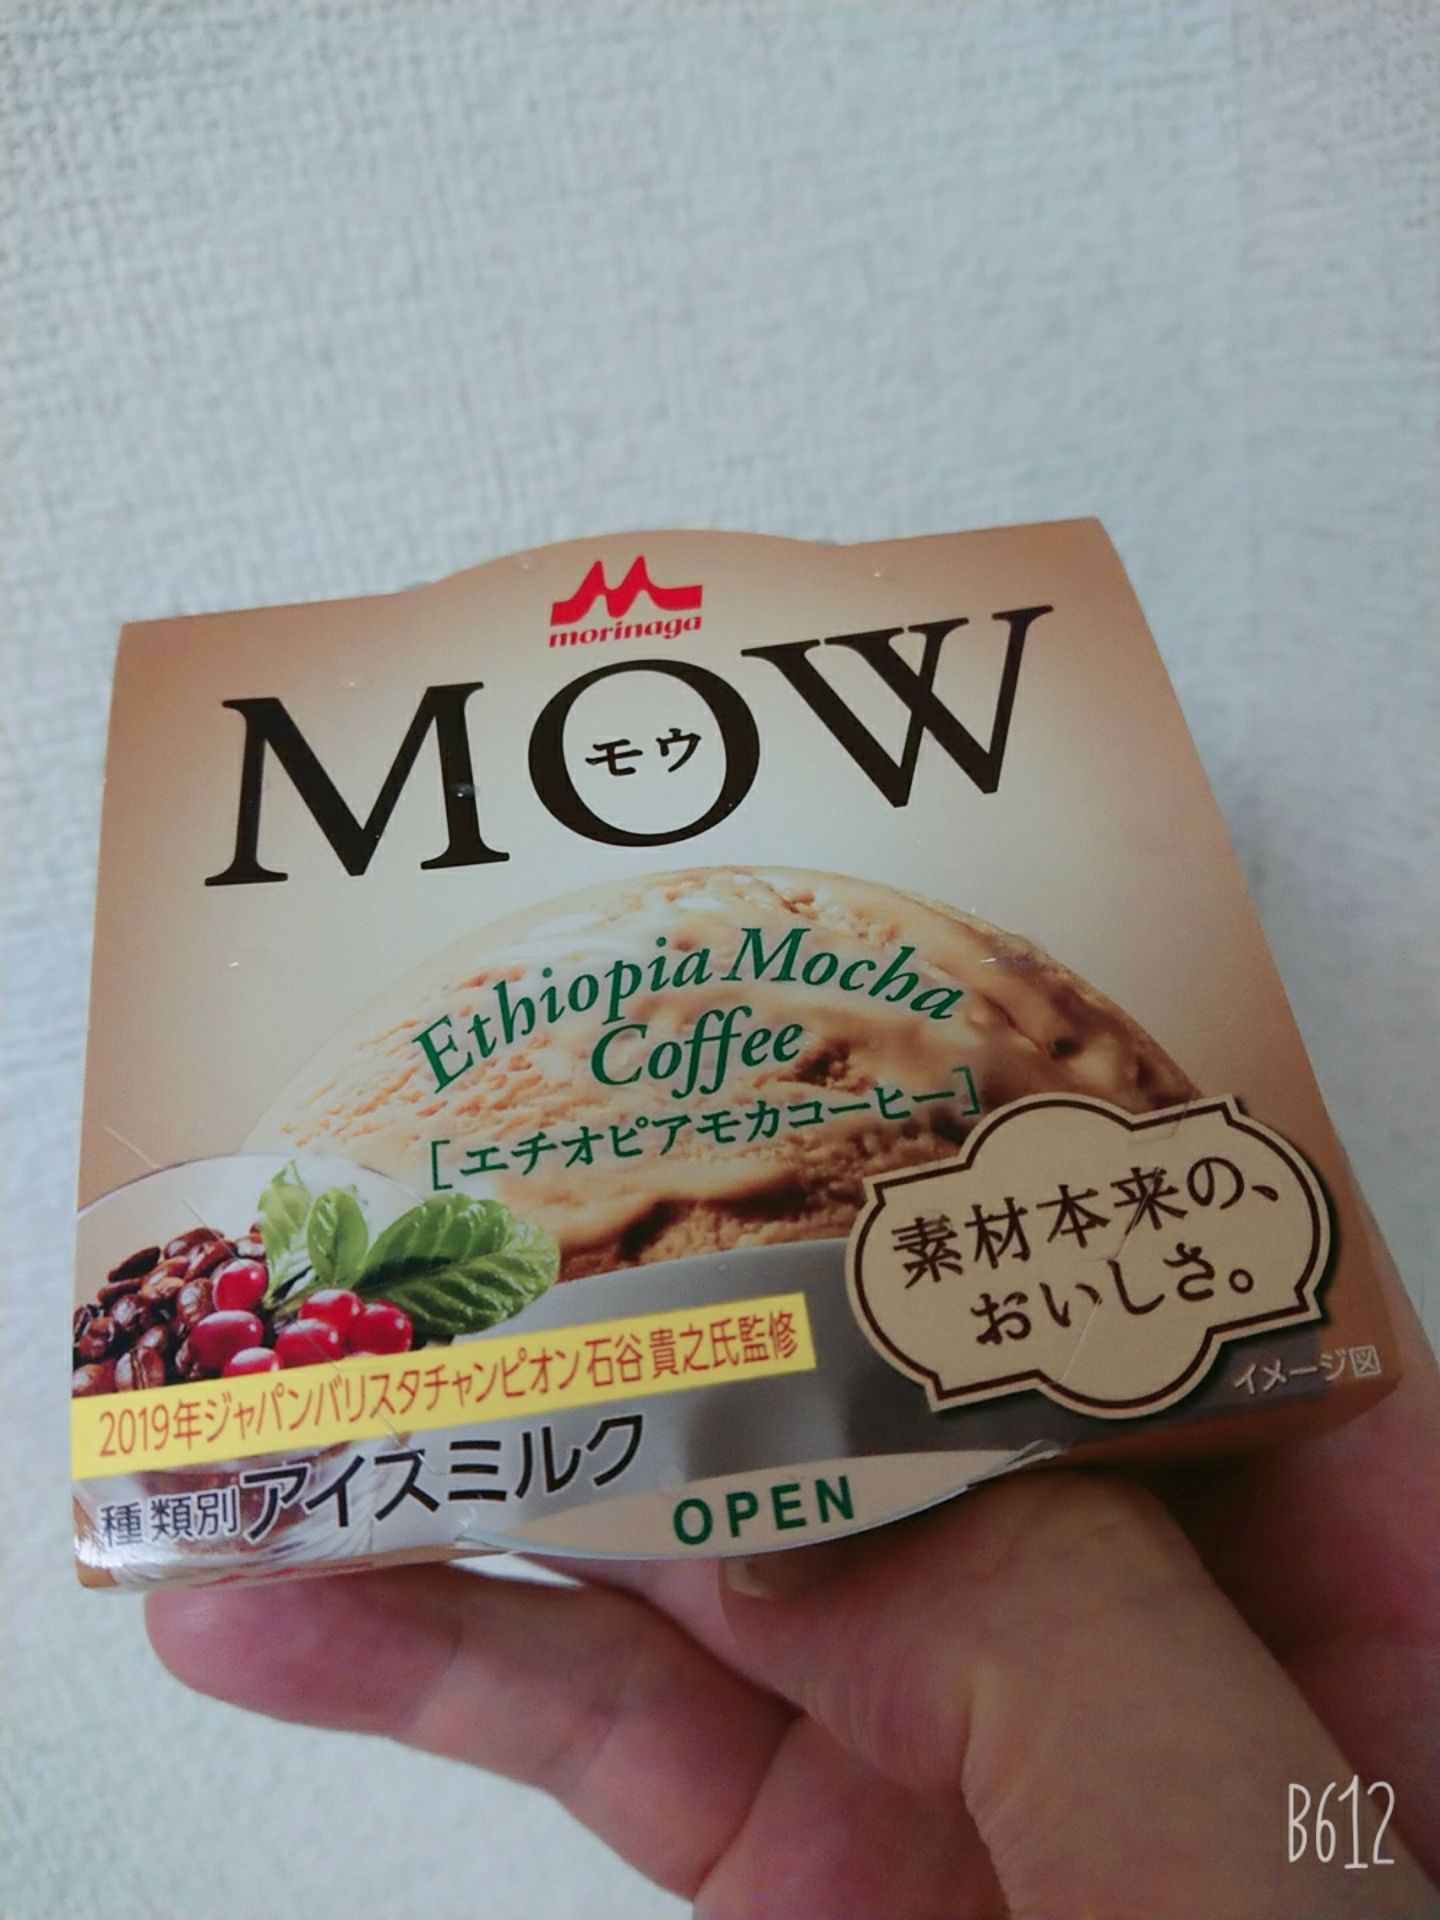 morinaga
MOW
モウ
Ethiopia Mocha
Coffee
[エチオピアモカコーヒー]
素材本来の、
おいしさ。
イメージ図
2019年ジャパンバリスタチャンピオン石谷貴之氏監修
種類別アイスミルク
OPEN
B612